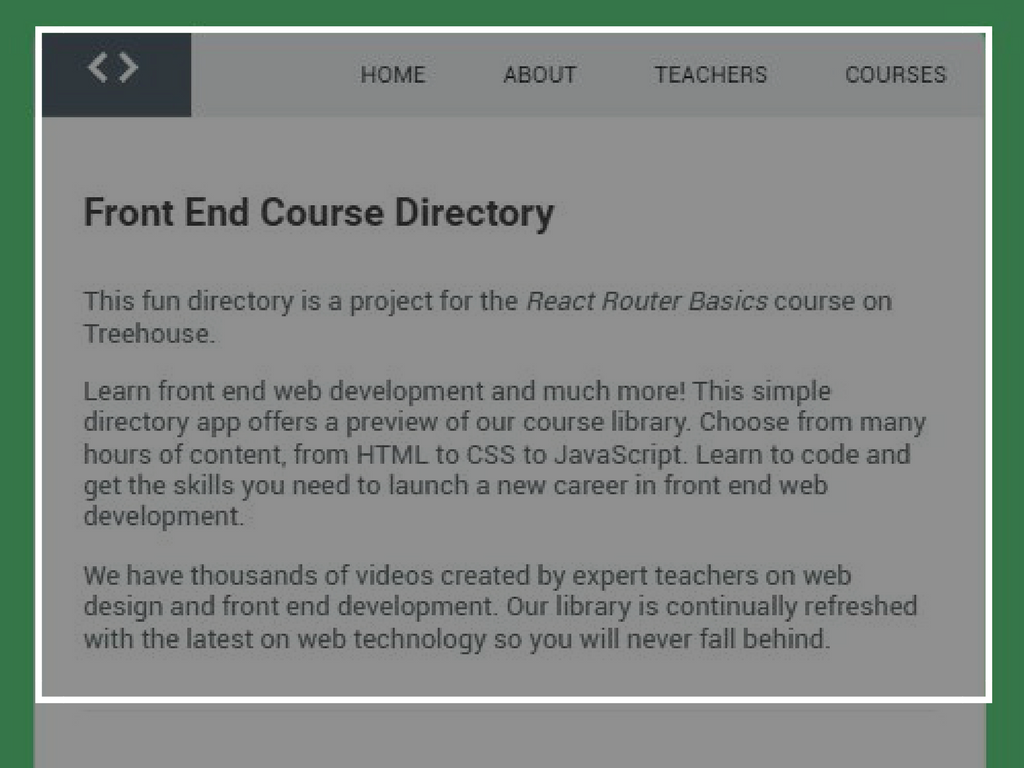 < >
HOME ABOUT TEACHERS COURSES
Front End Course Directory
This fun directory is a project for the React Router Basics course on
Treehouse.
Learn front end web development and much more! This simple
directory app offers a preview of our course library. Choose from many
hours of content, from HTML to CSS to JavaScript. Learn to code and
get the skills you need to launch a new career in front end web
development.
We have thousands of videos created by expert teachers on web
design and front end development. Our library is continually refreshed
with the latest on web technology so you will never fall behind.